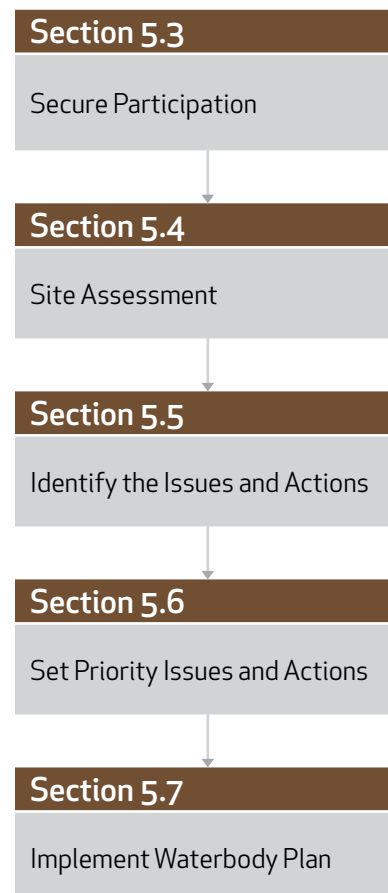 Section 5.3
Secure Participation
Section 5.4
Site Assessment
Section 5.5
Identify the Issues and Actions
Section 5.6
Set Priority Issues and Actions
Section 5.7
Implement Waterbody Plan